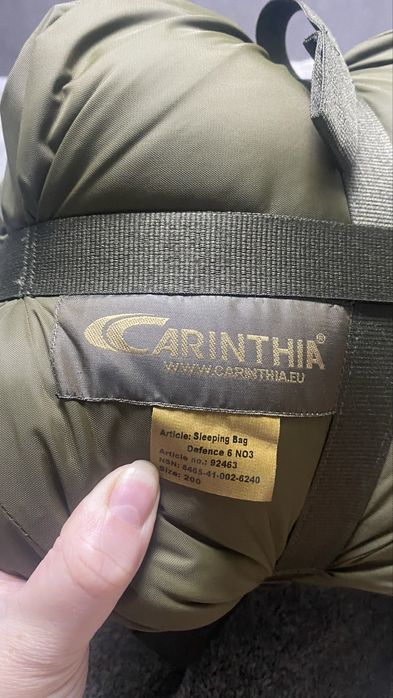 CARINTHIA®
WWW.CARINTHIA.EU
Article: Sleeping Bag
Defence 6 NO3
Article no.: 92463
NSN: 8465-41-002-6240
Size: 200